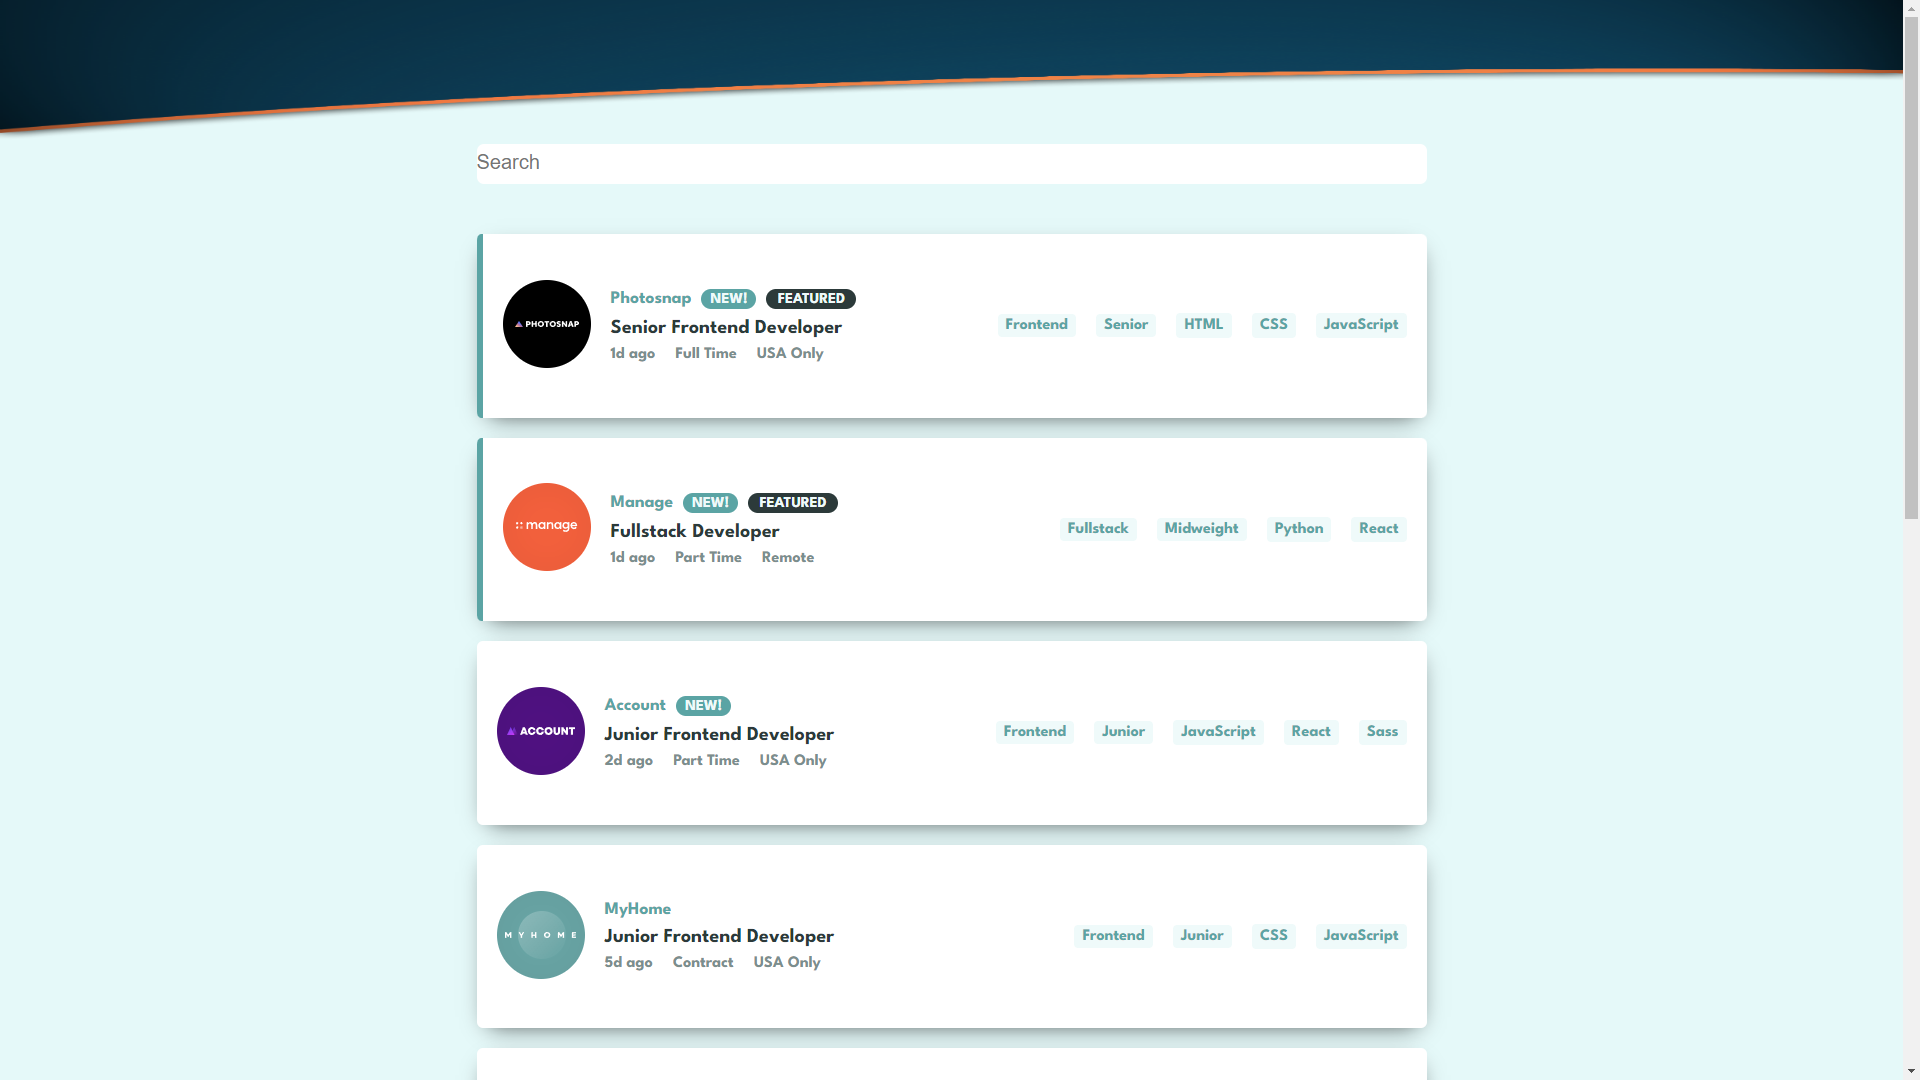 Search
PHOTOSNAP
Photosnap NEW! FEATURED
Senior Frontend Developer
1d ago Full Time USA Only
Frontend Senior HTML CSS JavaScript
manage
Manage NEW! FEATURED
Fullstack Developer
1d ago Part Time Remote
Fullstack Midweight Python React
ACCOUNT
Account NEW!
Junior Frontend Developer
2d ago Part Time USA Only
Frontend Junior JavaScript React Sass
MYHOME
MyHome
Junior Frontend Developer
5d ago Contract USA Only
Frontend Junior CSS JavaScript